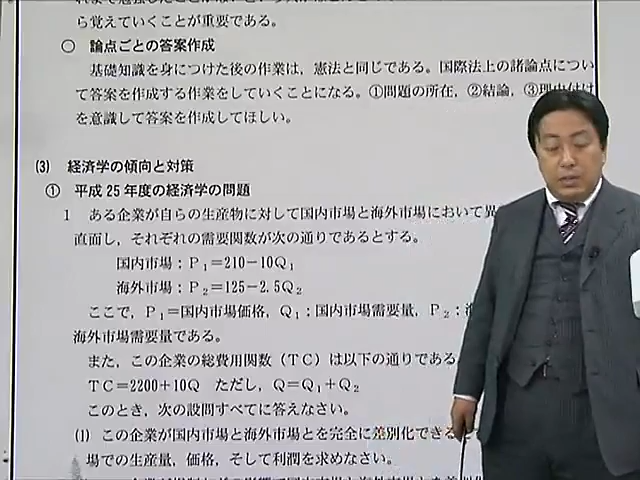 ら覚えていくことが重要である。
○ 論点ごとの答案作成
基礎知識を身につけた後の作業は，憲法と同じである。国際法上の諸論点につい
て答案を作成する作業をしていくことになる。①問題の所在，②結論，③理由付け
を意識して答案を作成してほしい。
(3) 経済学の傾向と対策
① 平成25年度の経済学の問題
1 ある企業が自らの生産物に対して国内市場と海外市場において異
直面し，それぞれの需要関数が次の通りであるとする。
国内市場：P₁＝210－10Q₁
海外市場：P₂＝125－2.5Q₂
ここで，P₁＝国内市場価格，Q₁：国内市場需要量，P₂：
海外市場需要量である。
また，この企業の総費用関数（TC）は以下の通りである
TC＝2200＋10Q ただし，Q＝Q₁＋Q₂
このとき，次の設問すべてに答えなさい。
(1) この企業が国内市場と海外市場とを完全に差別化できると
場での生産量，価格，そして利潤を求めなさい。